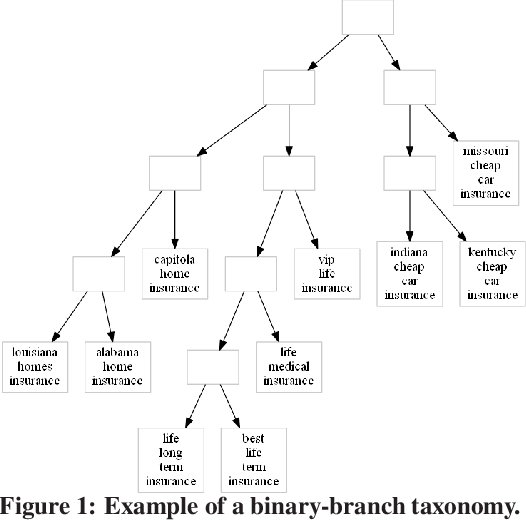 missouri
cheap
car
insurance
capitola
home
insurance
vip
life
insurance
indiana
cheap
car
insurance
kentucky
cheap
car
insurance
louisiana
homes
insurance
alabama
home
insurance
life
medical
insurance
life
long
term
insurance
best
life
term
insurance
Figure 1: Example of a binary-branch taxonomy.